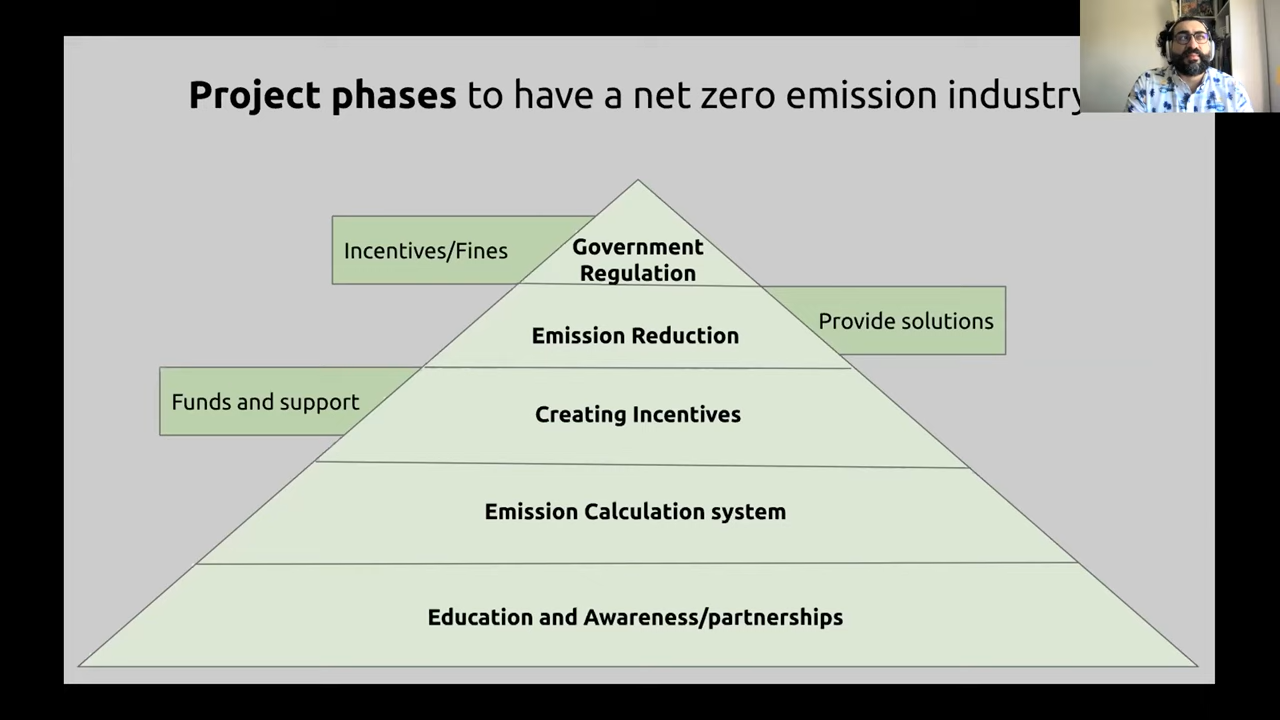 Project phases to have a net zero emission industry
Incentives/Fines
Government
Regulation
Provide solutions
Emission Reduction
Funds and support
Creating Incentives
Emission Calculation system
Education and Awareness/partnerships